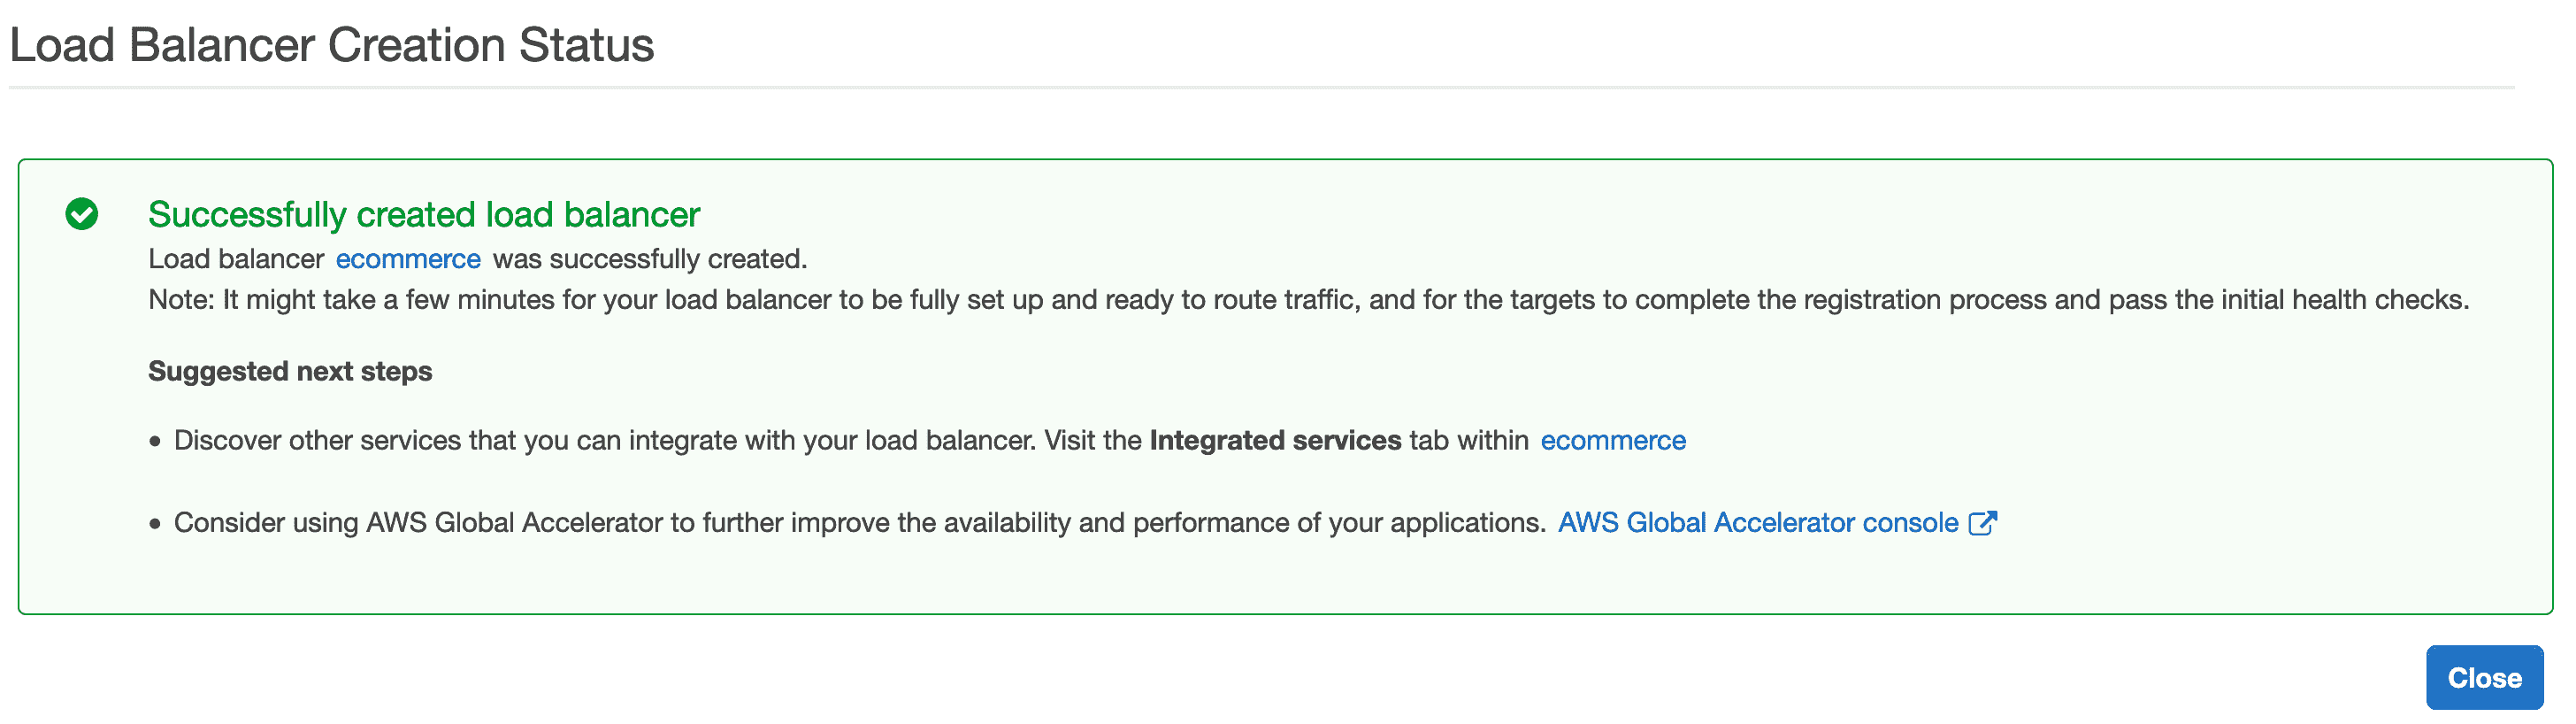 Load Balancer Creation Status
Successfully created load balancer
Load balancer ecommerce was successfully created.
Note: It might take a few minutes for your load balancer to be fully set up and ready to route traffic, and for the targets to complete the registration process and pass the initial health checks.
Suggested next steps
• Discover other services that you can integrate with your load balancer. Visit the Integrated services tab within ecommerce
• Consider using AWS Global Accelerator to further improve the availability and performance of your applications. AWS Global Accelerator console
Close